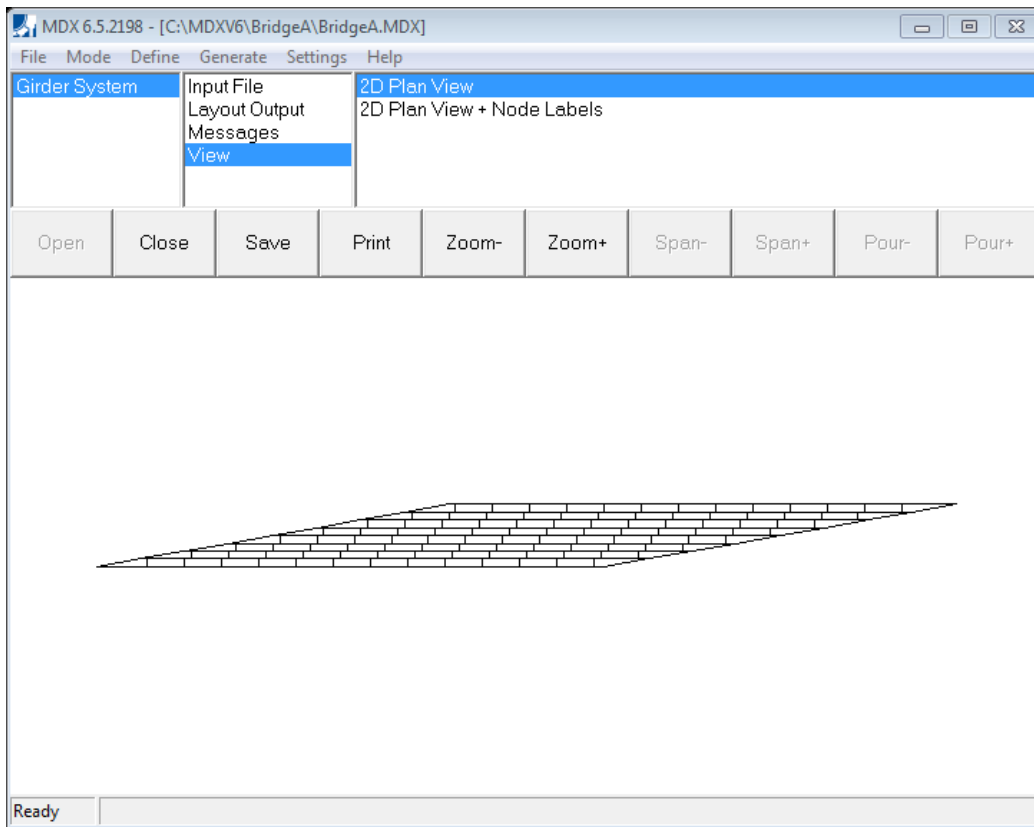 MDX 6.5.2198 - [C:\MDXV6\BridgeA\BridgeA.MDX]
File Mode Define Generate Settings Help
Girder System
Input File
Layout Output
Messages
View
2D Plan View
2D Plan View + Node Labels
Open Close Save Print Zoom- Zoom+ Span- Span+ Pour- Pour+
Ready